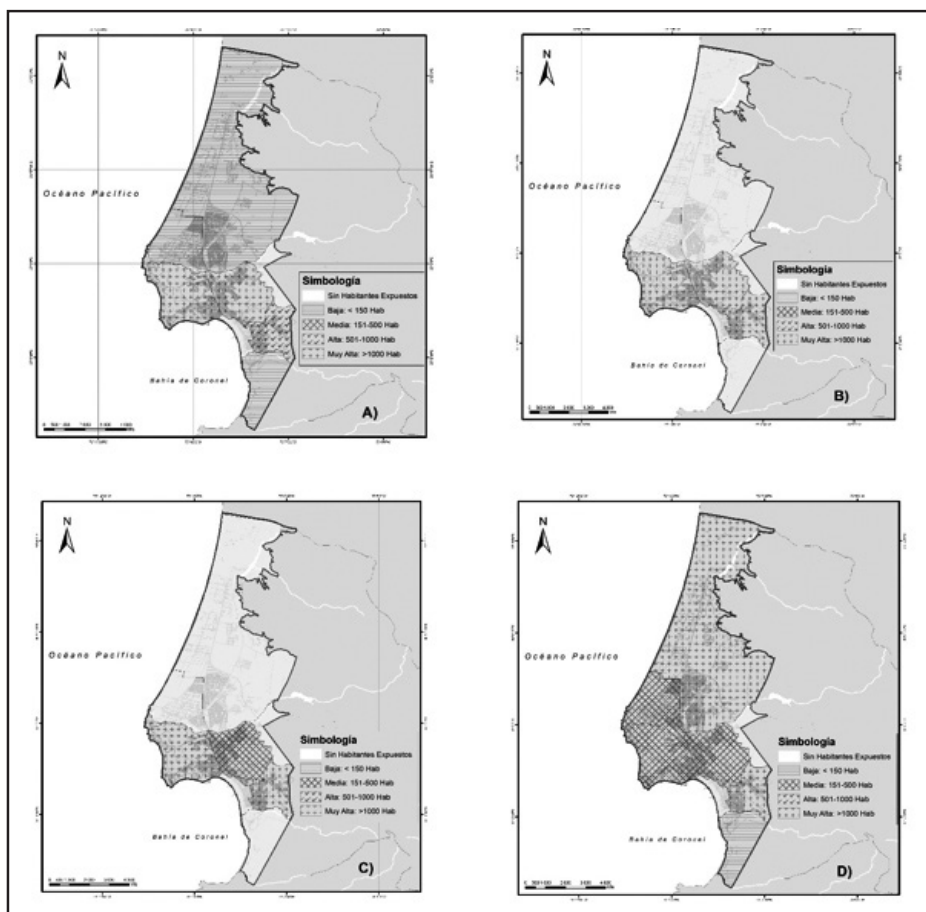 N
Océano Pacífico
Simbología
Sin Habitantes Expuestos
Baja: < 150 Hab
Media: 151-500 Hab
Alta: 501-1000 Hab
Muy Alta: >1000 Hab
Bahía de Coronel
A)
N
Océano Pacífico
Simbología
Sin Habitantes Expuestos
Baja: < 150 Hab
Media: 151-500 Hab
Alta: 501-1000 Hab
Muy Alta: >1000 Hab
Bahía de Coronel
B)
N
Océano Pacífico
Simbología
Sin Habitantes Expuestos
Baja: < 150 Hab
Media: 151-500 Hab
Alta: 501-1000 Hab
Muy Alta: >1000 Hab
Bahía de Coronel
C)
N
Océano Pacífico
Simbología
Sin Habitantes Expuestos
Baja: < 150 Hab
Media: 151-500 Hab
Alta: 501-1000 Hab
Muy Alta: >1000 Hab
Bahía de Coronel
D)